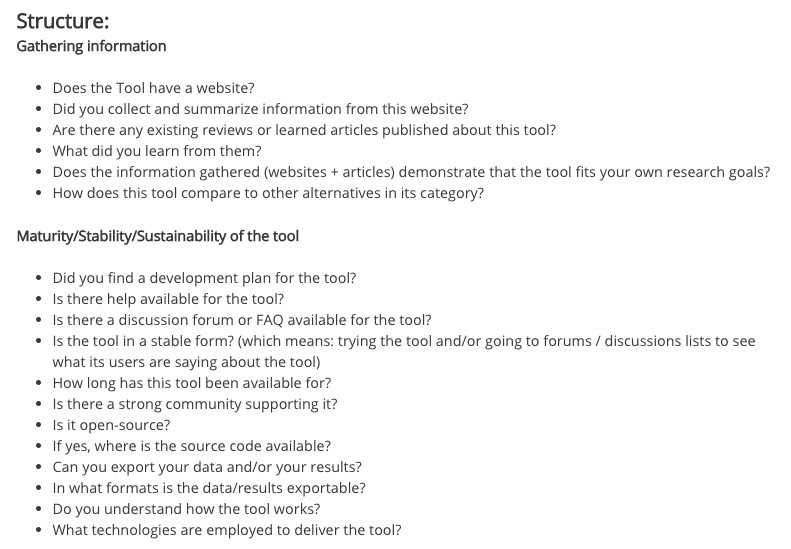 Structure:
Gathering information
• Does the Tool have a website?
• Did you collect and summarize information from this website?
• Are there any existing reviews or learned articles published about this tool?
• What did you learn from them?
• Does the information gathered (websites + articles) demonstrate that the tool fits your own research goals?
• How does this tool compare to other alternatives in its category?
Maturity/Stability/Sustainability of the tool
• Did you find a development plan for the tool?
• Is there help available for the tool?
• Is there a discussion forum or FAQ available for the tool?
• Is the tool in a stable form? (which means: trying the tool and/or going to forums / discussions lists to see
what its users are saying about the tool)
• How long has this tool been available for?
• Is there a strong community supporting it?
• Is it open-source?
• If yes, where is the source code available?
• Can you export your data and/or your results?
• In what formats is the data/results exportable?
• Do you understand how the tool works?
• What technologies are employed to deliver the tool?